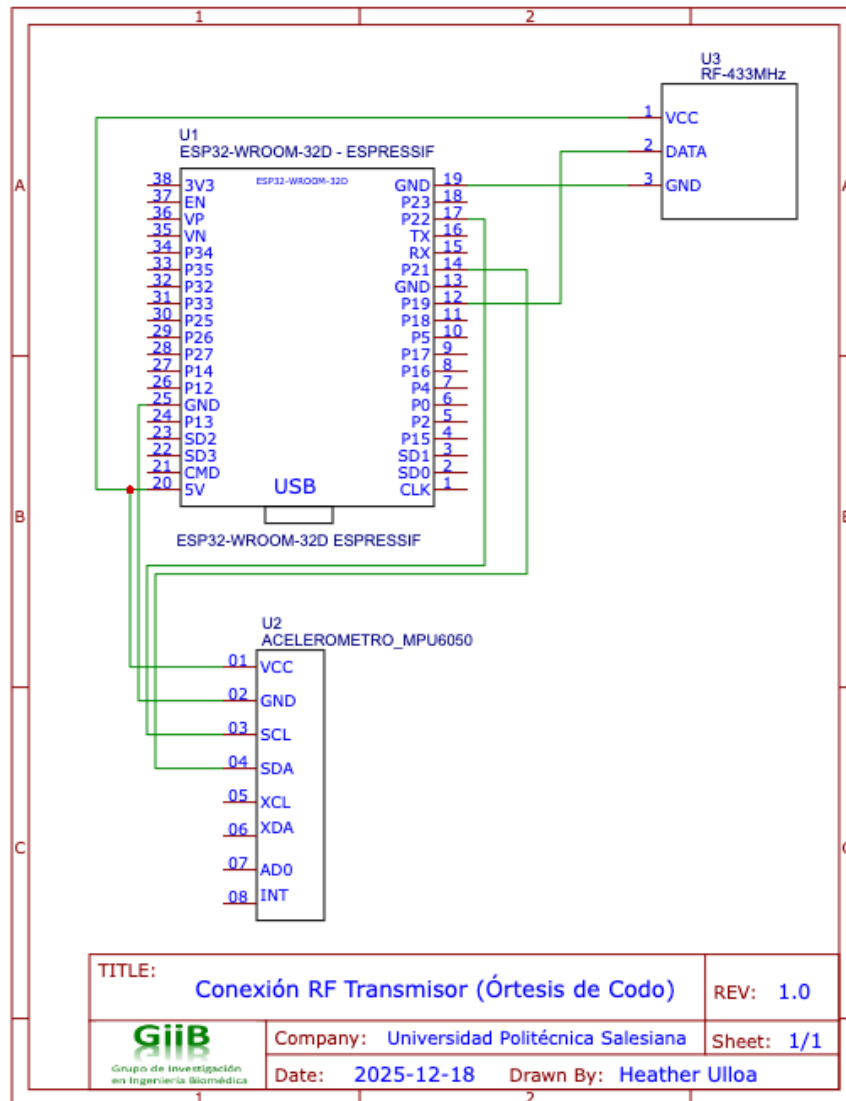 1 2
U3
RF-433MHz
1 VCC
2 DATA
3 GND
U1
ESP32-WROOM-32D - ESPRESSIF
ESP32-WROOM-32D
A
38 3V3 GND 19
37 EN P23 18
36 VP P22 17
35 VN TX 16
34 P34 RX 15
33 P35 P21 14
32 P32 GND 13
31 P33 P19 12
30 P25 P18 11
29 P26 P5 10
28 P27 P17 9
27 P14 P16 8
26 P12 P4 7
25 GND P0 6
24 P13 P2 5
23 SD2 P15 4
22 SD3 SD1 3
21 CMD SD0 2
20 5V USB CLK 1
B
ESP32-WROOM-32D ESPRESSIF
U2
ACELEROMETRO_MPU6050
01 VCC
02 GND
03 SCL
04 SDA
05 XCL
06 XDA
C
07 AD0
08 INT
TITLE:
Conexión RF Transmisor (Órtesis de Codo) REV: 1.0
GiiB
Grupo de Investigación
en Ingeniería Biomédica
Company: Universidad Politécnica Salesiana Sheet: 1/1
Date: 2025-12-18 Drawn By: Heather Ulloa
1 2